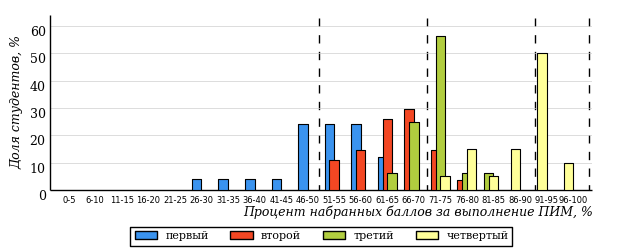 Доля студентов, %
60
50
40
30
20
10
0
0-5 6-10 11-15 16-20 21-25 26-30 31-35 36-40 41-45 46-50 51-55 56-60 61-65 66-70 71-75 76-80 81-85 86-90 91-95 96-100
Процент набранных баллов за выполнение ПИМ, %
первый второй третий четвертый